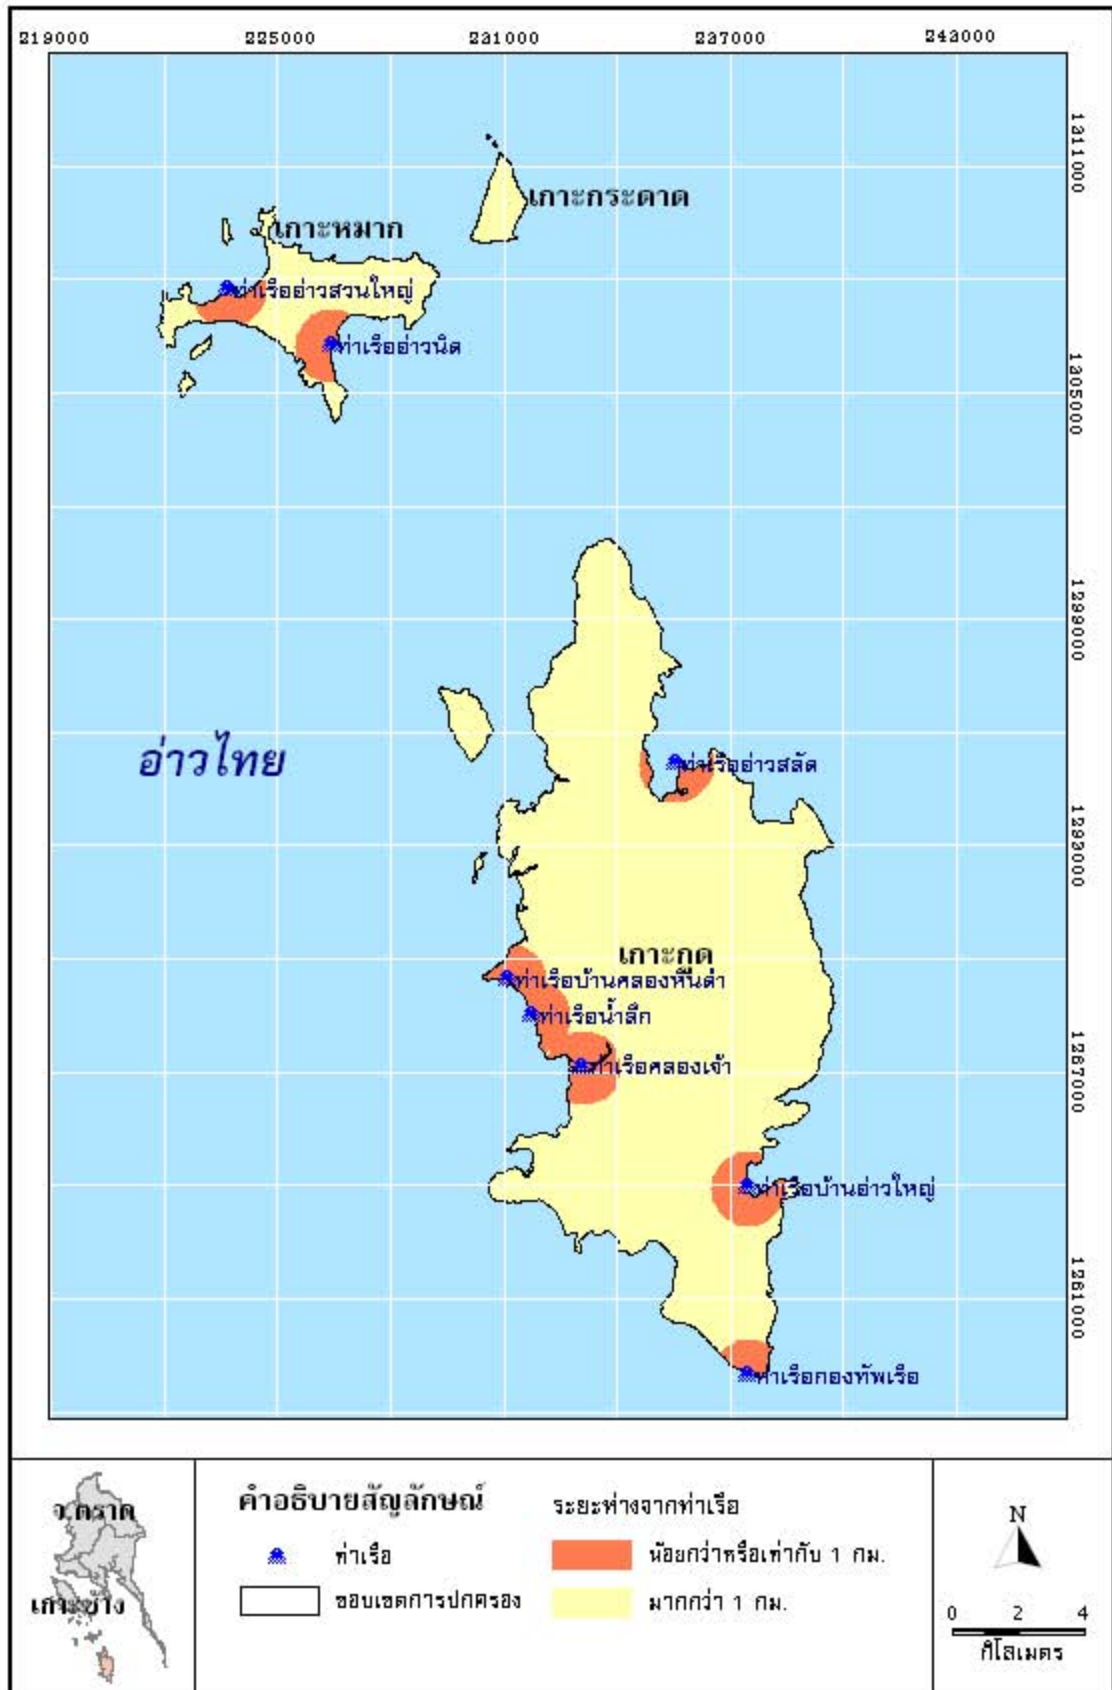 219000 225000 231000 237000 243000
1311000
เกาะกระดาด
เกาะหมาก
ท่าเรืออ่าวสวนใหญ่
ท่าเรืออ่าวนิด
1305000
1299000
อ่าวไทย
ท่าเรืออ่าวสลัด
1293000
เกาะกูด
ท่าเรือบ้านคลองหินดำ
ท่าเรือน้ำลึก
ท่าเรือคลองเจ้า
1287000
ท่าเรือบ้านอ่าวใหญ่
1281000
ท่าเรือกองทัพเรือ
จ.ตราด
เกาะช้าง
คำอธิบายสัญลักษณ์
ท่าเรือ
ขอบเขตการปกครอง
ระยะห่างจากท่าเรือ
น้อยกว่าหรือเท่ากับ 1 กม.
มากกว่า 1 กม.
N
0 2 4
กิโลเมตร